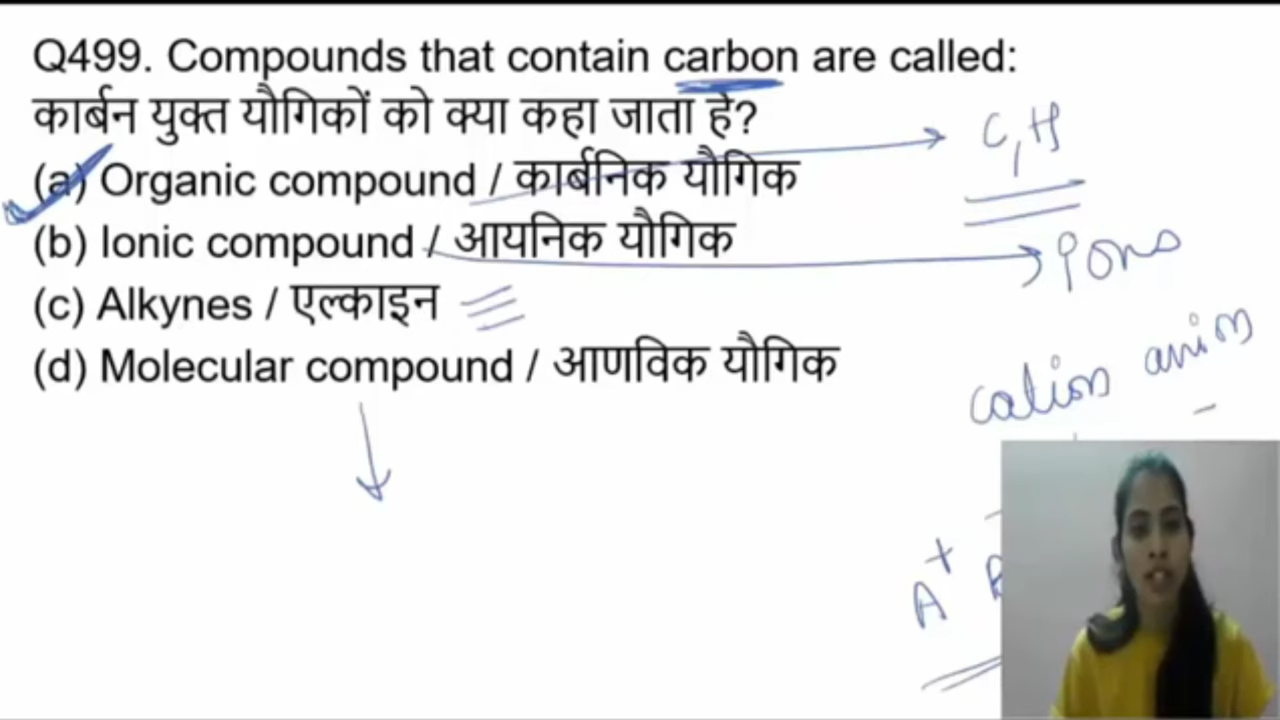 Q499. Compounds that contain carbon are called:
कार्बन युक्त यौगिकों को क्या कहा जाता है?
(a) Organic compound / कार्बनिक यौगिक
C, H
(b) Ionic compound / आयनिक यौगिक
Ions
(c) Alkynes / एल्काइन
(d) Molecular compound / आणविक यौगिक
cation anion
A+